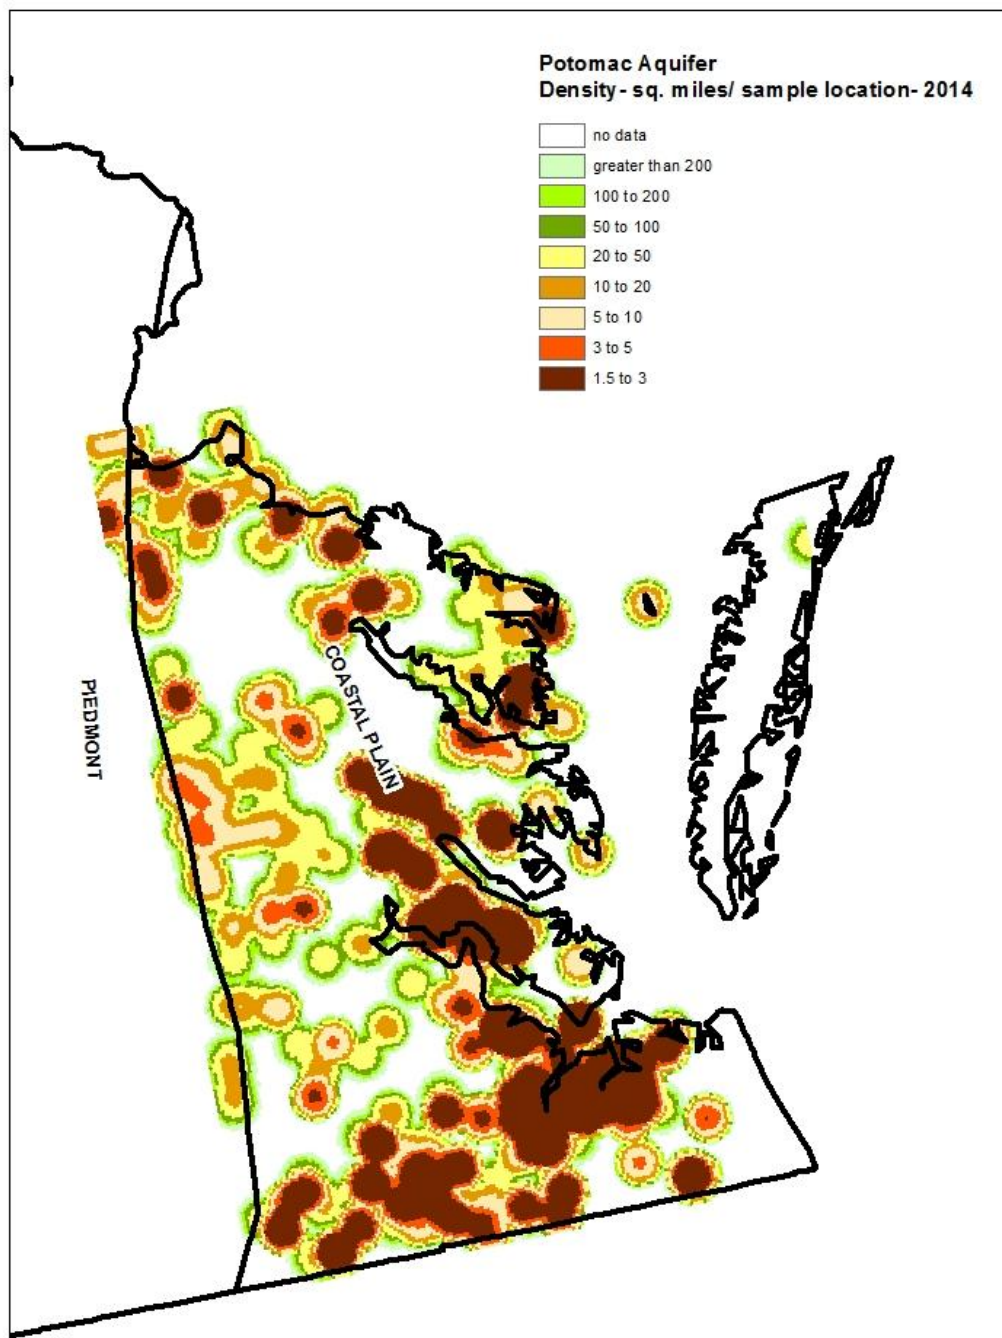 Potomac Aquifer
Density- sq. miles/ sample location- 2014
no data
greater than 200
100 to 200
50 to 100
20 to 50
10 to 20
5 to 10
3 to 5
1.5 to 3
COASTAL PLAIN
PIEDMONT